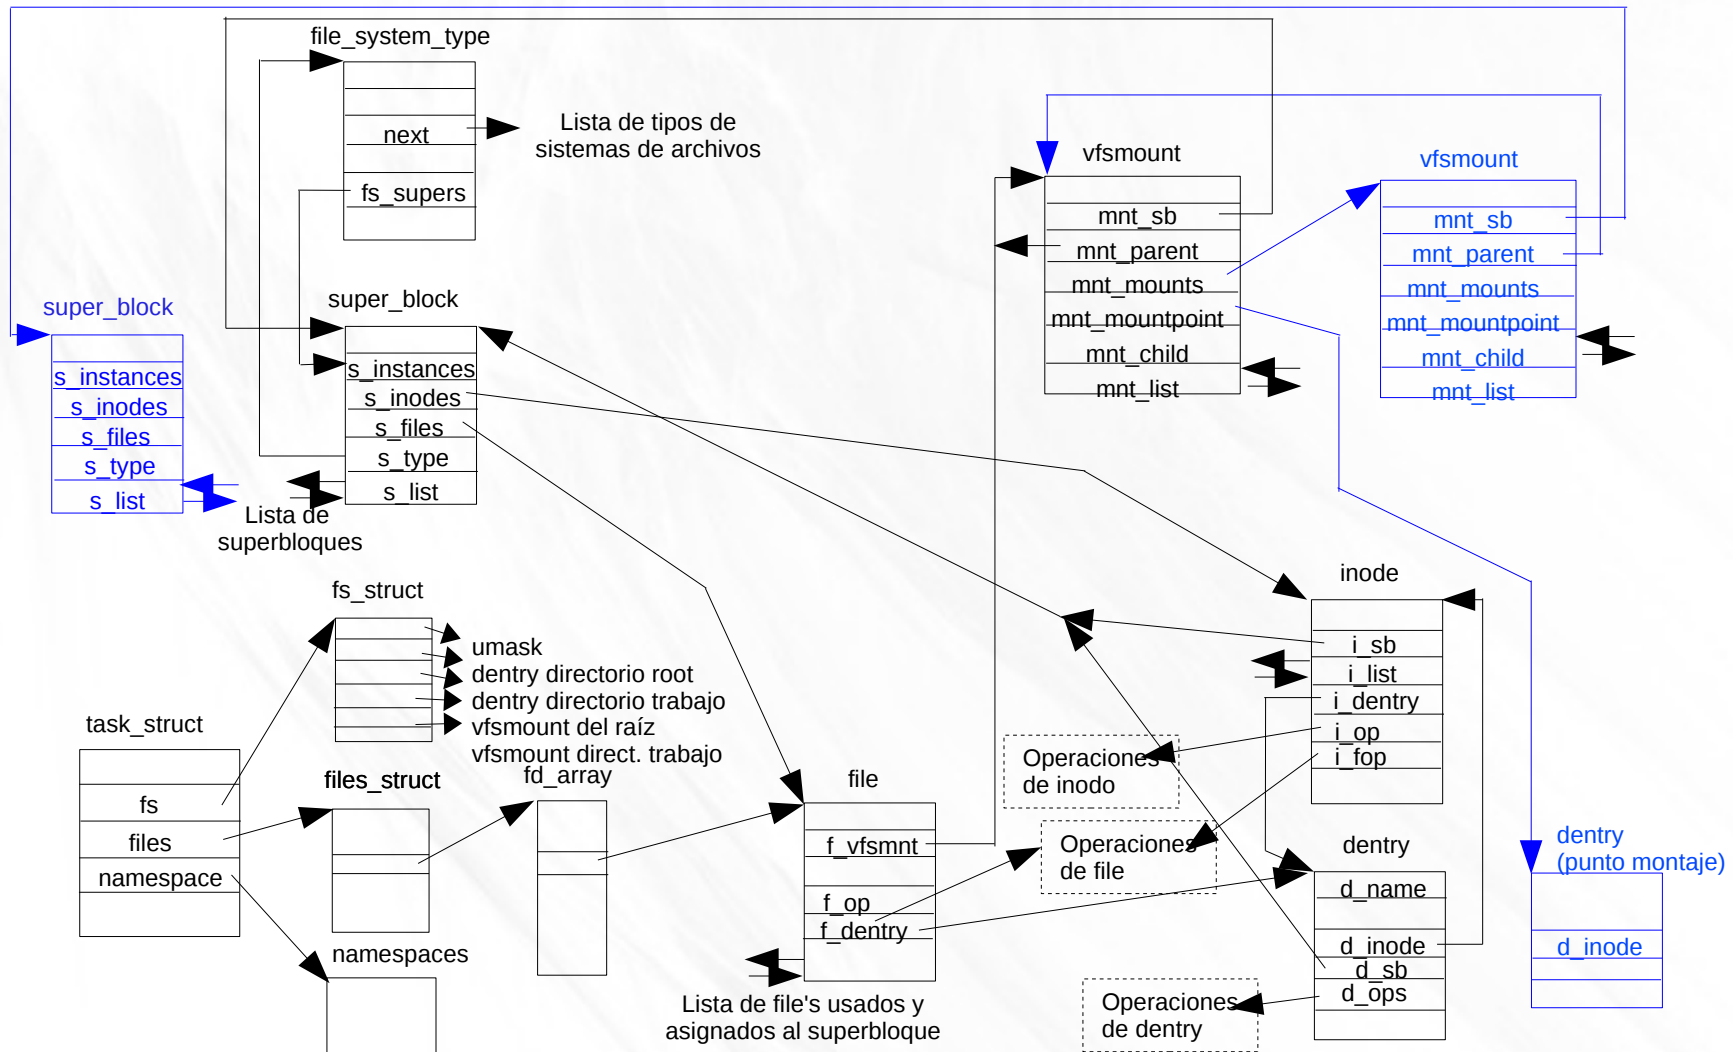 file_system_type
next
fs_supers
Lista de tipos de
sistemas de archivos
vfsmount
mnt_sb
mnt_parent
mnt_mounts
mnt_mountpoint
mnt_child
mnt_list
vfsmount
mnt_sb
mnt_parent
mnt_mounts
mnt_mountpoint
mnt_child
mnt_list
super_block
s_instances
s_inodes
s_files
s_type
s_list
super_block
s_instances
s_inodes
s_files
s_type
s_list
Lista de
superbloques
fs_struct
umask
dentry directorio root
dentry directorio trabajo
vfsmount del raíz
vfsmount direct. trabajo
task_struct
fs
files
namespace
files_struct
fd_array
namespaces
file
f_vfsmnt
f_op
f_dentry
Lista de file's usados y
asignados al superbloque
inode
i_sb
i_list
i_dentry
i_op
i_fop
Operaciones
de inodo
Operaciones
de file
dentry
d_name
d_inode
d_sb
d_ops
Operaciones
de dentry
dentry
(punto montaje)
d_inode